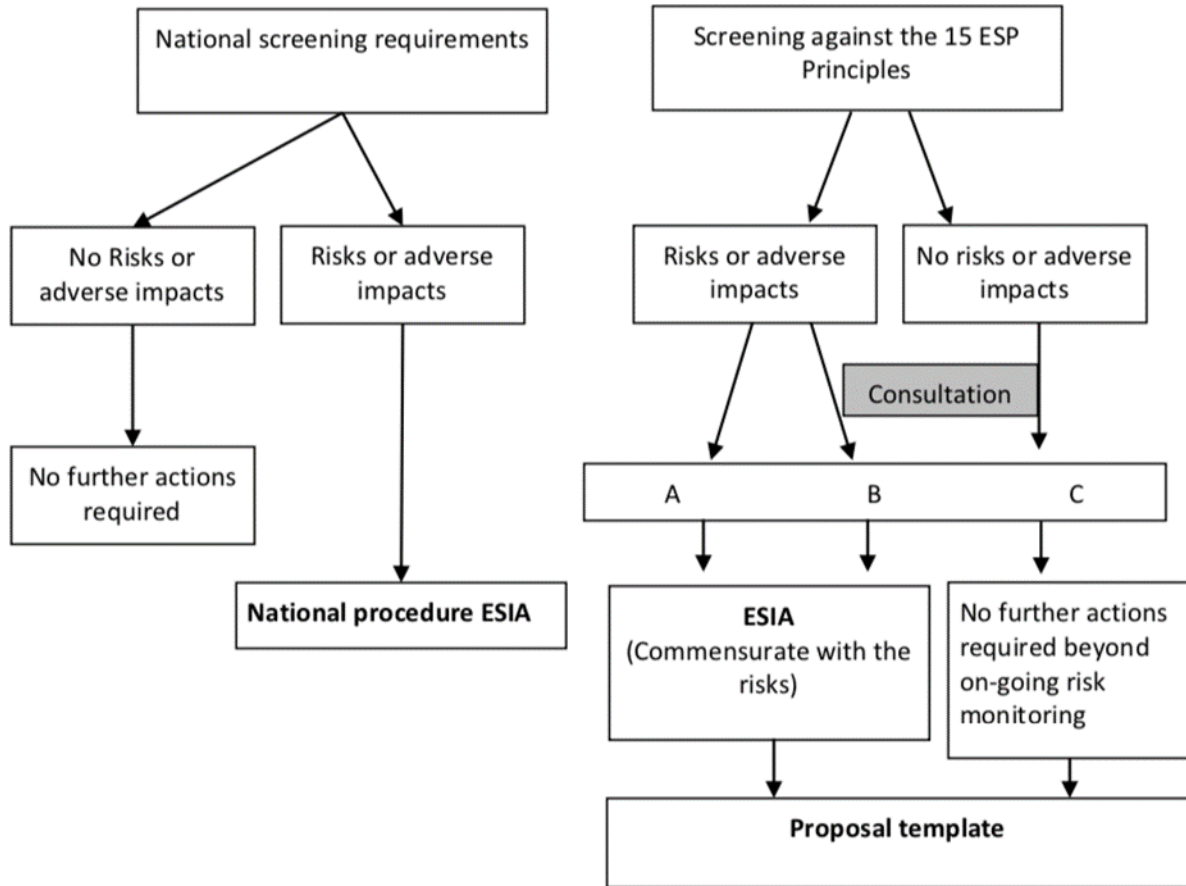 National screening requirements
Screening against the 15 ESP
Principles
No Risks or
adverse impacts
Risks or adverse
impacts
Risks or adverse
impacts
No risks or adverse
impacts
Consultation
No further actions
required
A
B
C
National procedure ESIA
ESIA
(Commensurate with the
risks)
No further actions
required beyond
on-going risk
monitoring
Proposal template